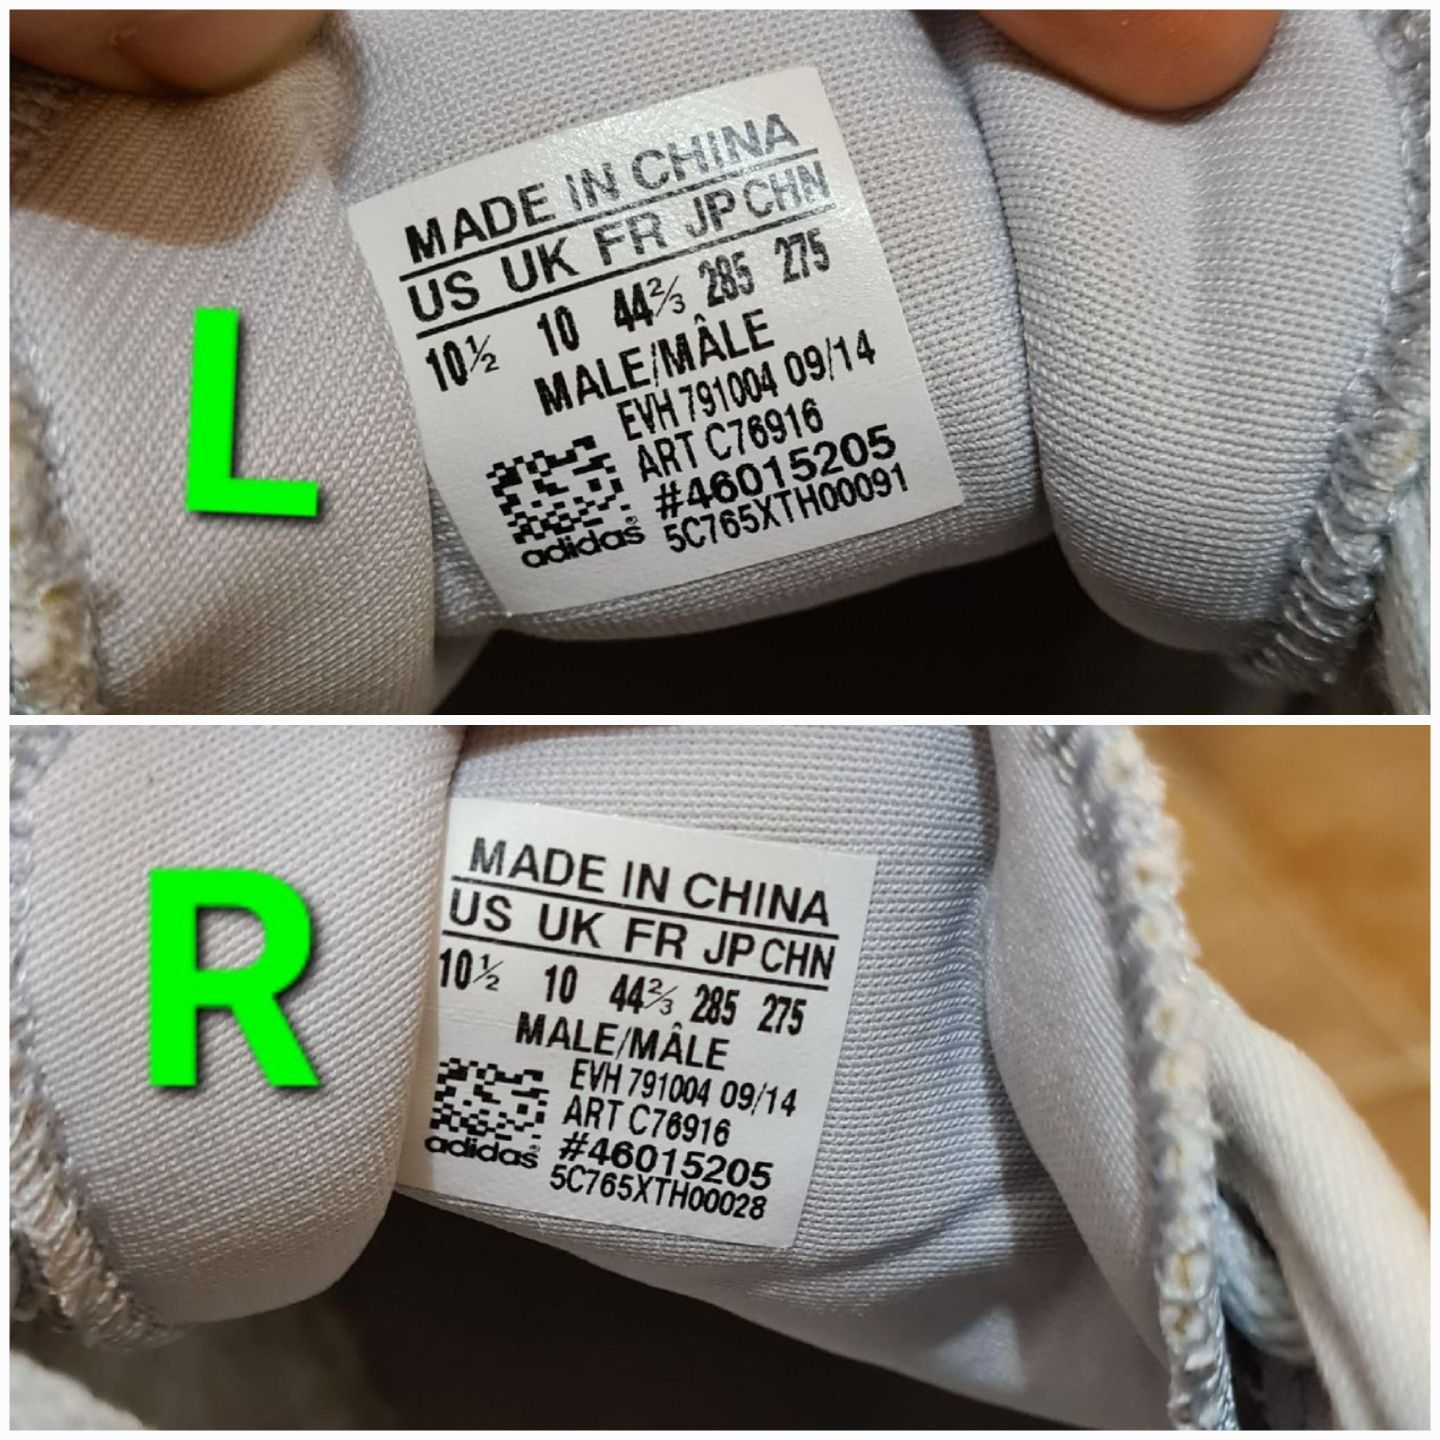 MADE IN CHINA
US UK FR JP CHN
10½ 10 44⅔ 285 275
MALE/MÂLE
EVH 791004 09/14
ART C76916
#46015205
adidas® 5C765XTH00091
L
MADE IN CHINA
US UK FR JP CHN
10½ 10 44⅔ 285 275
MALE/MÂLE
EVH 791004 09/14
ART C76916
#46015205
adidas® 5C765XTH00028
R